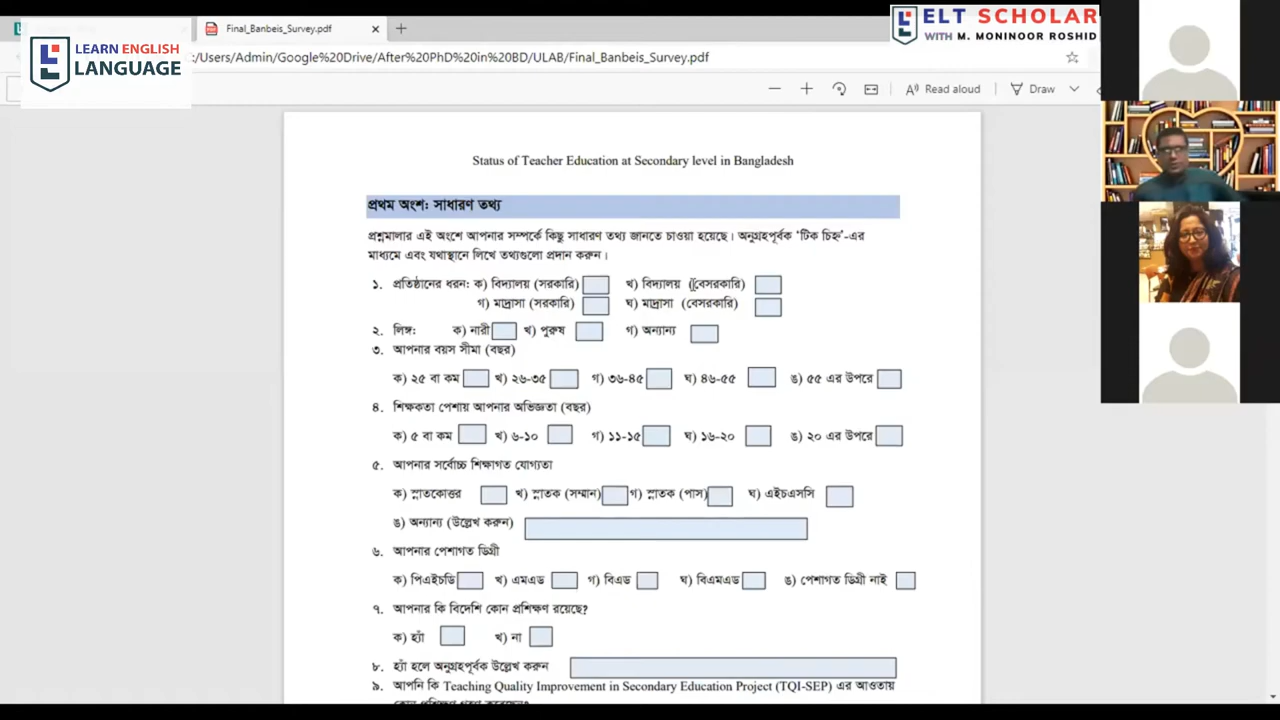 Final_Banbeis_Survey.pdf
LEARN ENGLISH
LANGUAGE
ELT SCHOLAR
WITH M. MONINOOR ROSHID
:/Users/Admin/Google%20Drive/After%20PhD%20in%20BD/ULAB/Final_Banbeis_Survey.pdf
Read aloud
Draw
Status of Teacher Education at Secondary level in Bangladesh
প্রথম অংশ: সাধারণ তথ্য
প্রশ্নমালার এই অংশে আপনার সম্পর্কে কিছু সাধারণ তথ্য জানতে চাওয়া হয়েছে। অনুগ্রহপূর্বক 'টিক চিহ্ন'-এর
মাধ্যমে এবং যথাস্থানে লিখে তথ্যগুলো প্রদান করুন।
১. প্রতিষ্ঠানের ধরন: ক) বিদ্যালয় (সরকারি) খ) বিদ্যালয় (বেসরকারি)
গ) মাদ্রাসা (সরকারি) ঘ) মাদ্রাসা (বেসরকারি)
২. লিঙ্গ: ক) নারী খ) পুরুষ গ) অন্যান্য
৩. আপনার বয়স সীমা (বছর)
ক) ২৫ বা কম খ) ২৬-৩৫ গ) ৩৬-৪৫ ঘ) ৪৬-৫৫ ঙ) ৫৫ এর উপরে
৪. শিক্ষকতা পেশায় আপনার অভিজ্ঞতা (বছর)
ক) ৫ বা কম খ) ৬-১০ গ) ১১-১৫ ঘ) ১৬-২০ ঙ) ২০ এর উপরে
৫. আপনার সর্বোচ্চ শিক্ষাগত যোগ্যতা
ক) স্নাতকোত্তর খ) স্নাতক (সম্মান) গ) স্নাতক (পাস) ঘ) এইচএসসি
ঙ) অন্যান্য (উল্লেখ করুন)
৬. আপনার পেশাগত ডিগ্রী
ক) পিএইচডি খ) এমএড গ) বিএড ঘ) বিএমএড ঙ) পেশাগত ডিগ্রী নাই
৭. আপনার কি বিদেশি কোন প্রশিক্ষণ রয়েছে?
ক) হ্যাঁ খ) না
৮. হ্যাঁ হলে অনুগ্রহপূর্বক উল্লেখ করুন
৯. আপনি কি Teaching Quality Improvement in Secondary Education Project (TQI-SEP) এর আওতায়